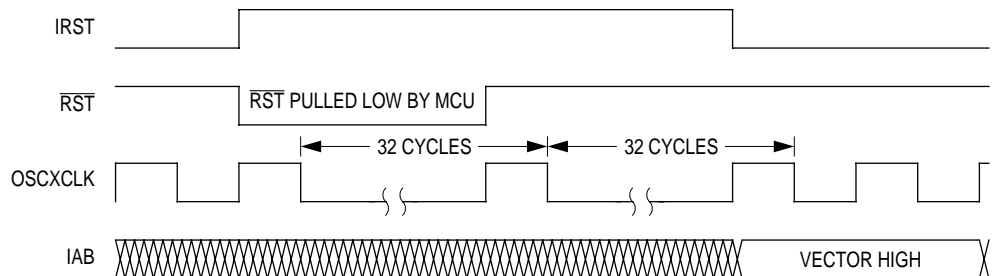 IRST
RST
RST PULLED LOW BY MCU
32 CYCLES
32 CYCLES
OSCXCLK
IAB
VECTOR HIGH